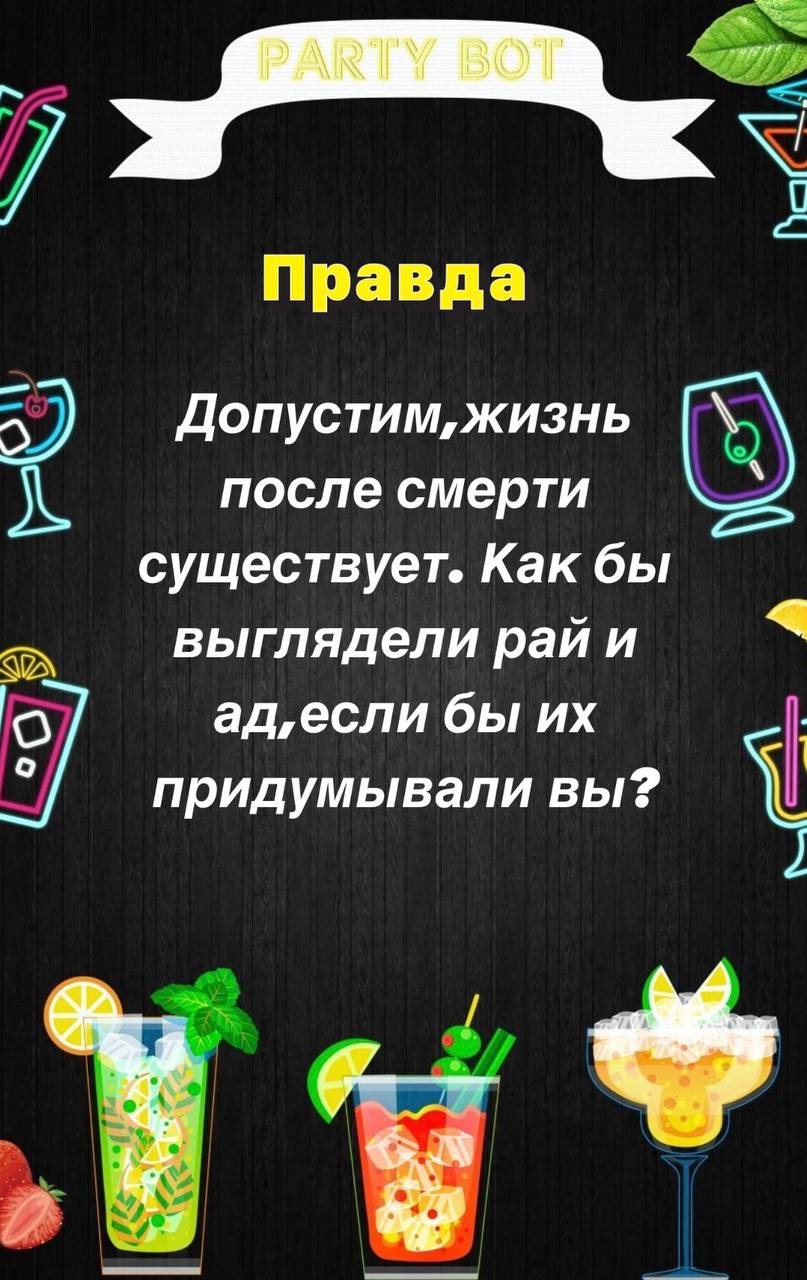 PARTY BOT
Правда
Допустим,жизнь
после смерти
существует. Как бы
выглядели рай и
ад,если бы их
придумывали вы?